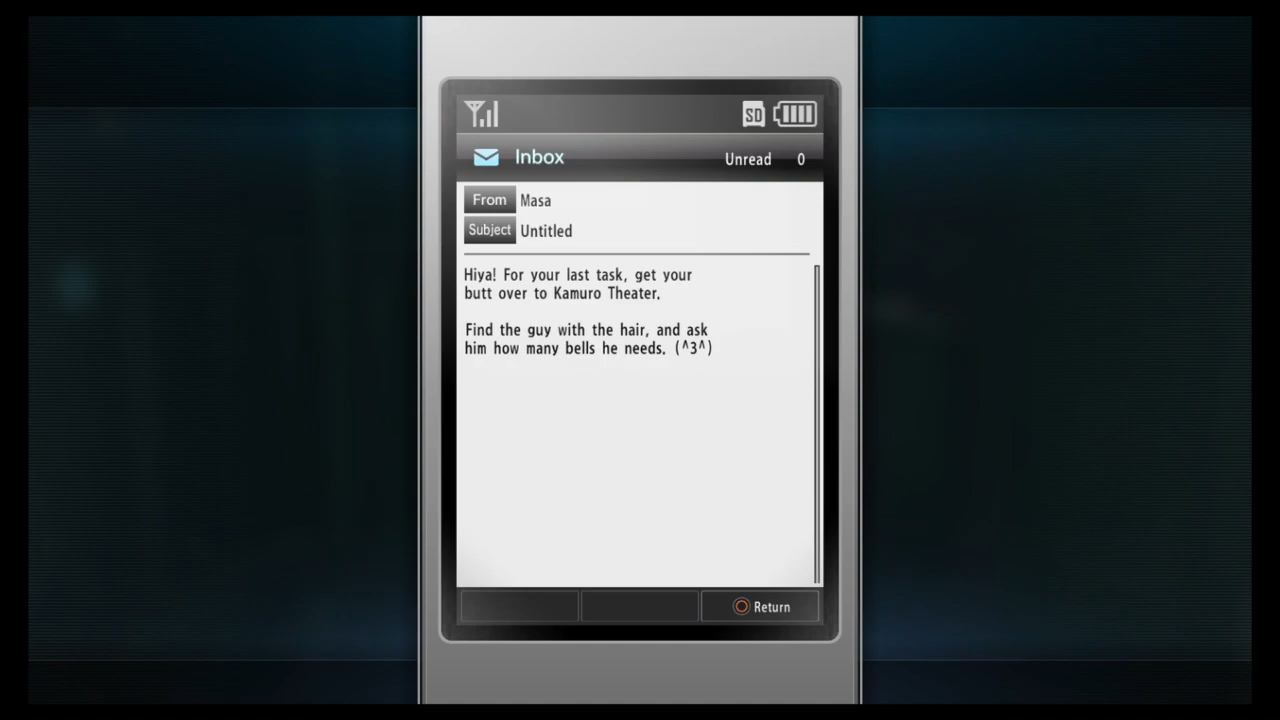 SD
Inbox
Unread 0
From Masa
Subject Untitled
Hiya! For your last task, get your
butt over to Kamuro Theater.
Find the guy with the hair, and ask
him how many bells he needs. (^3^)
Return